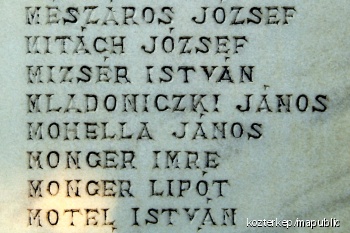 MÉSZÁROS JÓZSEF
MITÁCH JÓZSEF
MIZSÉR ISTVÁN
MLADONICZKI JÁNOS
MOHELLA JÁNOS
MONGER IMRE
MONGER LIPÓT
MOTEL ISTVÁN
kozterkep.hu/mapublic